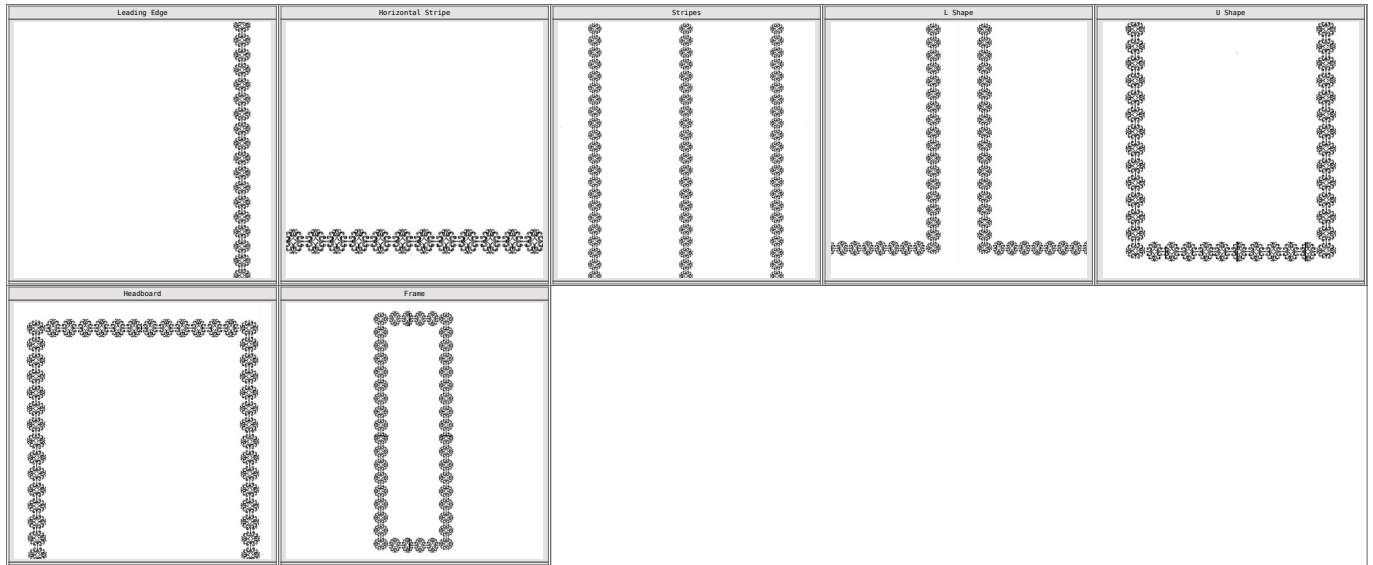 Leading Edge
Horizontal Stripe
Stripes
L Shape
U Shape
Headboard
Frame